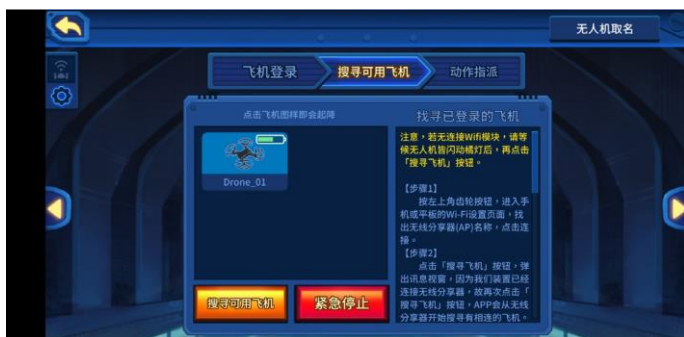 无人机取名
飞机登录
搜寻可用飞机
动作指派
点击飞机图样即会起降
找寻已登录的飞机
Drone_01
注意，若无连接Wifi模块，请等
候无人机皆闪动橘灯后，再点击
「搜寻飞机」按钮。
【步骤1】
按左上角齿轮按钮，进入手
机或平板的Wi-Fi设置页面，找
出无线分享器(AP)名称，点击连
接。
【步骤2】
点击「搜寻飞机」按钮，弹
出讯息视窗，因为我们装置已经
连接无线分享器，故再次点击「
搜寻飞机」按钮，APP会从无线
分享器开始搜寻有相连的飞机。
搜寻可用飞机
紧急停止